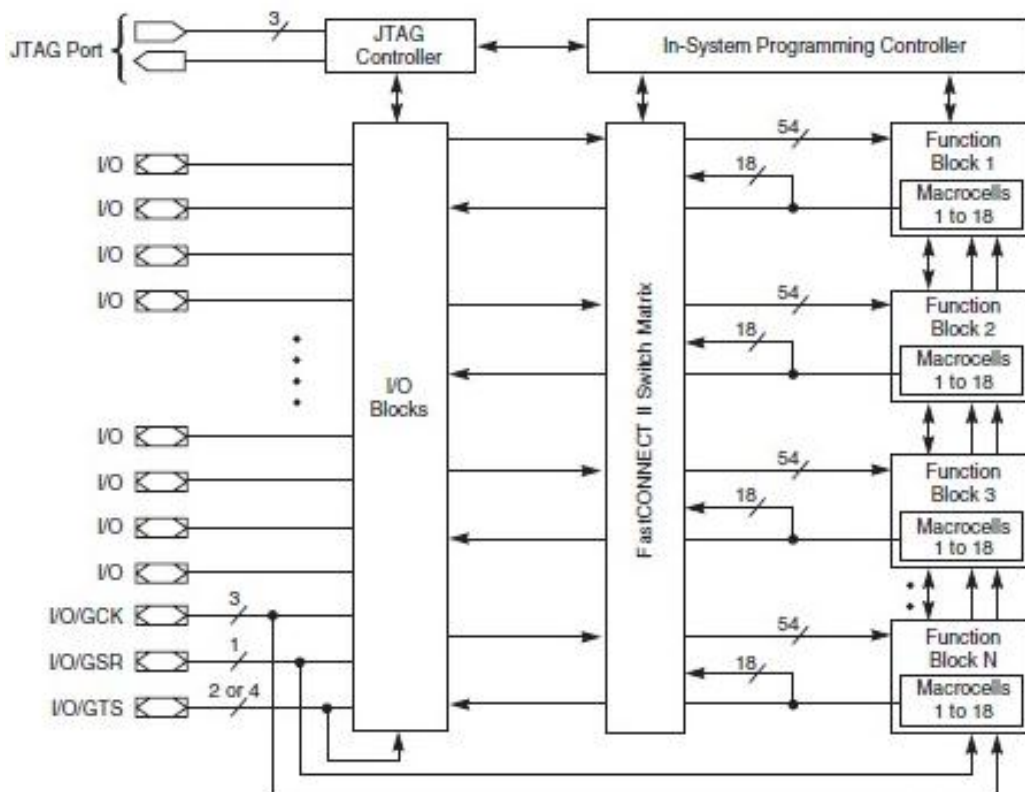 JTAG Port
3
JTAG
Controller
In-System Programming Controller
I/O
I/O
I/O
I/O
I/O
I/O
I/O
I/O
I/O/GCK
3
I/O/GSR
1
I/O/GTS
2 or 4
I/O
Blocks
FastCONNECT II Switch Matrix
54
18
Function
Block 1
Macrocells
1 to 18
54
18
Function
Block 2
Macrocells
1 to 18
54
18
Function
Block 3
Macrocells
1 to 18
54
18
Function
Block N
Macrocells
1 to 18